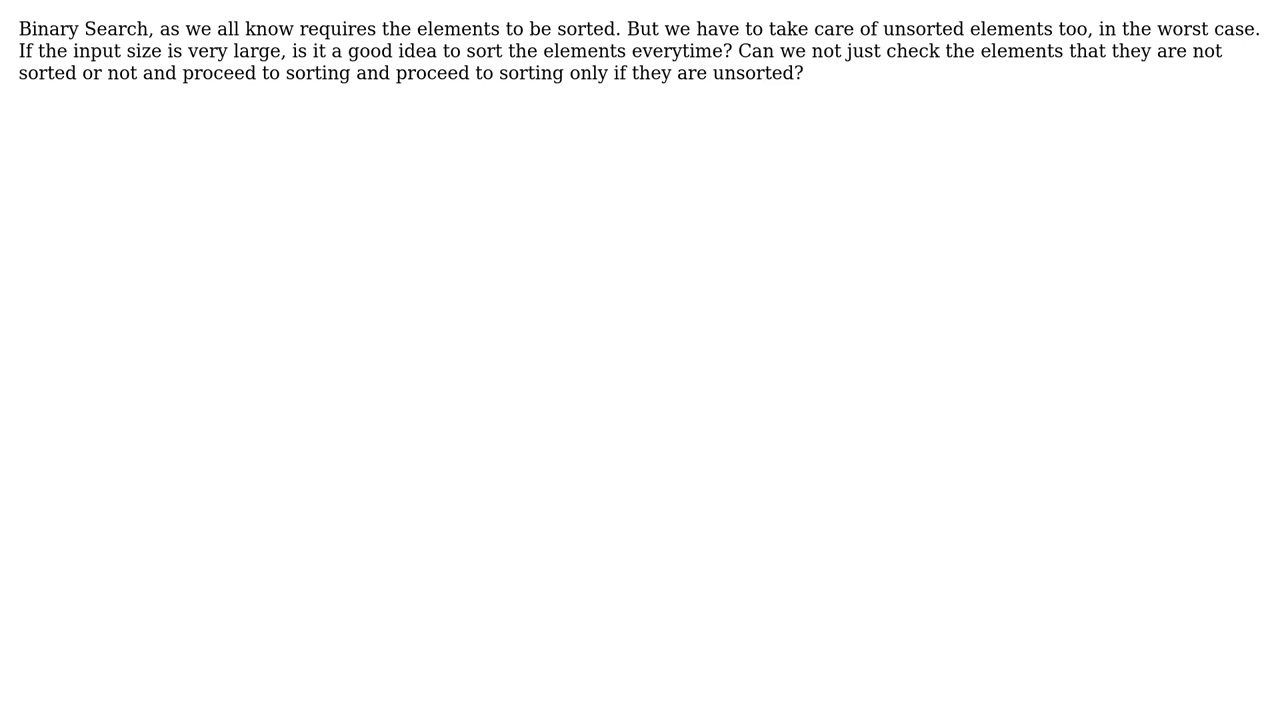 Binary Search, as we all know requires the elements to be sorted. But we have to take care of unsorted elements too, in the worst case.
If the input size is very large, is it a good idea to sort the elements everytime? Can we not just check the elements that they are not
sorted or not and proceed to sorting and proceed to sorting only if they are unsorted?